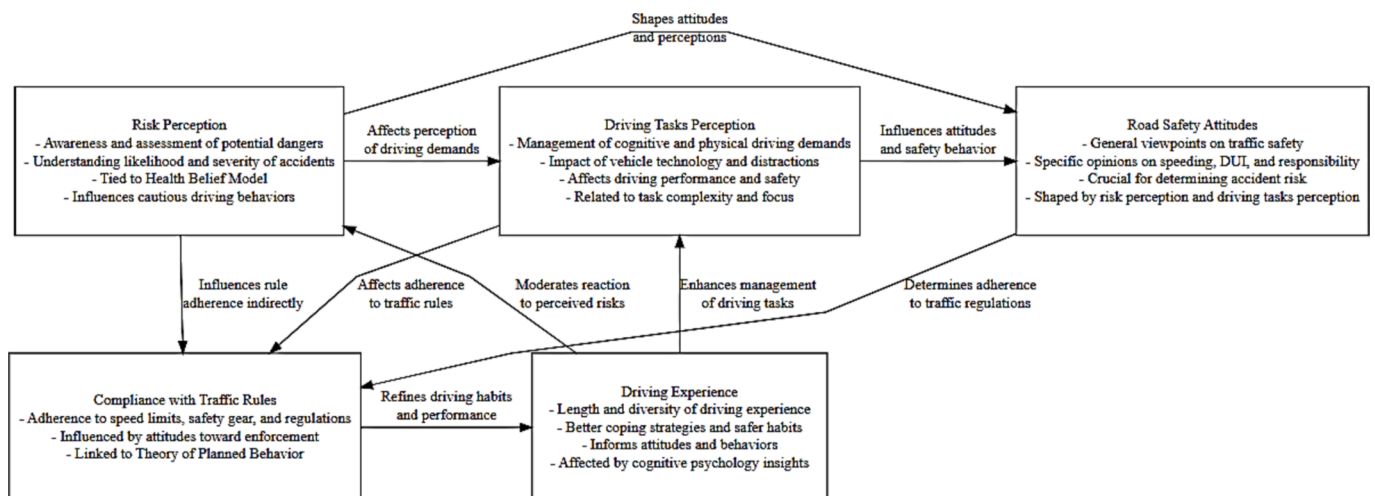 Shapes attitudes
and perceptions
Risk Perception
- Awareness and assessment of potential dangers
- Understanding likelihood and severity of accidents
- Tied to Health Belief Model
- Influences cautious driving behaviors
Affects perception
of driving demands
Driving Tasks Perception
- Management of cognitive and physical driving demands
- Impact of vehicle technology and distractions
- Affects driving performance and safety
- Related to task complexity and focus
Influences attitudes
and safety behavior
Road Safety Attitudes
- General viewpoints on traffic safety
- Specific opinions on speeding, DUI, and responsibility
- Crucial for determining accident risk
- Shaped by risk perception and driving tasks perception
Influences rule
adherence indirectly
Affects adherence
to traffic rules
Moderates reaction
to perceived risks
Enhances management
of driving tasks
Determines adherence
to traffic regulations
Compliance with Traffic Rules
- Adherence to speed limits, safety gear, and regulations
- Influenced by attitudes toward enforcement
- Linked to Theory of Planned Behavior
Refines driving habits
and performance
Driving Experience
- Length and diversity of driving experience
- Better coping strategies and safer habits
- Informs attitudes and behaviors
- Affected by cognitive psychology insights